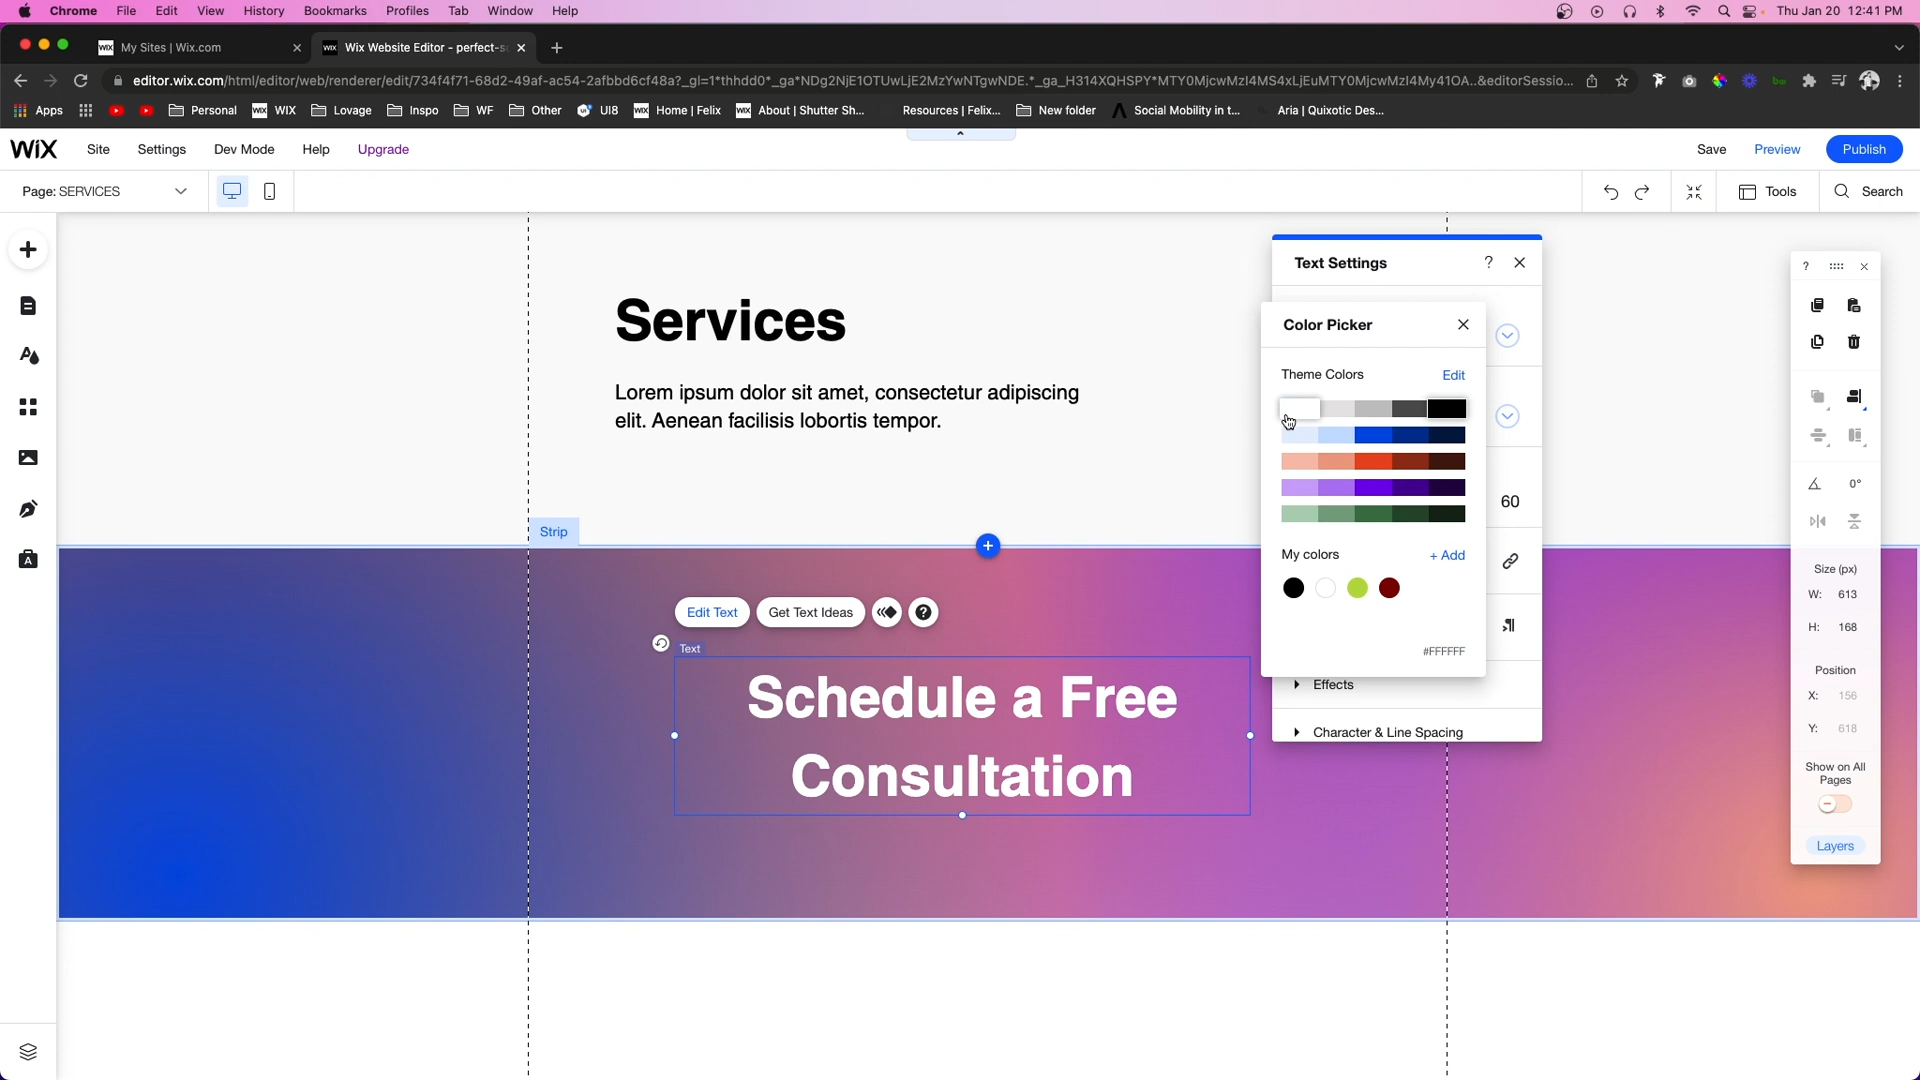 Chrome File Edit View History Bookmarks Profiles Tab Window Help Thu Jan 20 12:41 PM
WIX My Sites | Wix.com WIX Wix Website Editor - perfect-s
editor.wix.com/html/editor/web/renderer/edit/734f4f71-68d2-49af-ac54-2afbbd6cf48a?_gl=1*thhdd0*_ga*NDg2NjE1OTUwLjE2MzYwNTgwNDE.*_ga_H314XQHSPY*MTY0MjcwMzI4MS4xLjEuMTY0MjcwMzI4My41OA..&editorSessio...
Apps Personal WIX WIX Lovage Inspo WF Other UI8 WIX Home | Felix WIX About | Shutter Sh... Resources | Felix... New folder Social Mobility in t... Aria | Quixotic Des...
WIX Site Settings Dev Mode Help Upgrade Save Preview Publish
Page: SERVICES Tools Search
Services
Lorem ipsum dolor sit amet, consectetur adipiscing
elit. Aenean facilisis lobortis tempor.
Strip
Edit Text Get Text Ideas ?
Text
Schedule a Free
Consultation
Text Settings ?
60
Effects
Character & Line Spacing
Color Picker
Theme Colors Edit
My colors + Add
#FFFFFF
?
0°
Size (px)
W: 613
H: 168
Position
X: 156
Y: 618
Show on All
Pages
Layers